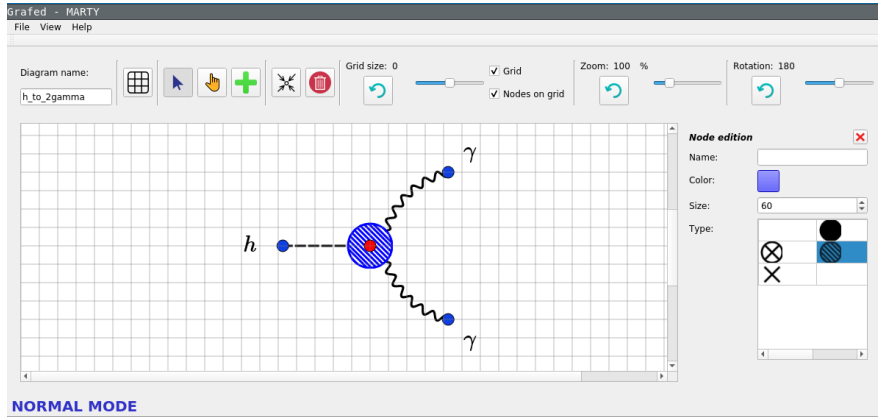 Grafed - MARTY
File View Help
Diagram name:
h_to_2gamma
Grid size: 0
Grid
Nodes on grid
Zoom: 100 %
Rotation: 180
γ
h
γ
Node edition
Name:
Color:
Size:
60
Type:
NORMAL MODE